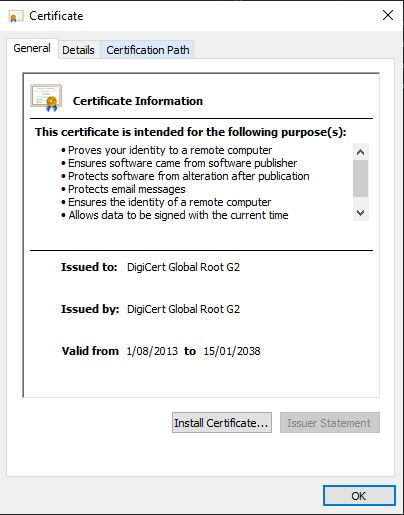 Certificate
General Details Certification Path
Certificate Information
This certificate is intended for the following purpose(s):
• Proves your identity to a remote computer
• Ensures software came from software publisher
• Protects software from alteration after publication
• Protects email messages
• Ensures the identity of a remote computer
• Allows data to be signed with the current time
Issued to: DigiCert Global Root G2
Issued by: DigiCert Global Root G2
Valid from 1/08/2013 to 15/01/2038
Install Certificate... Issuer Statement
OK